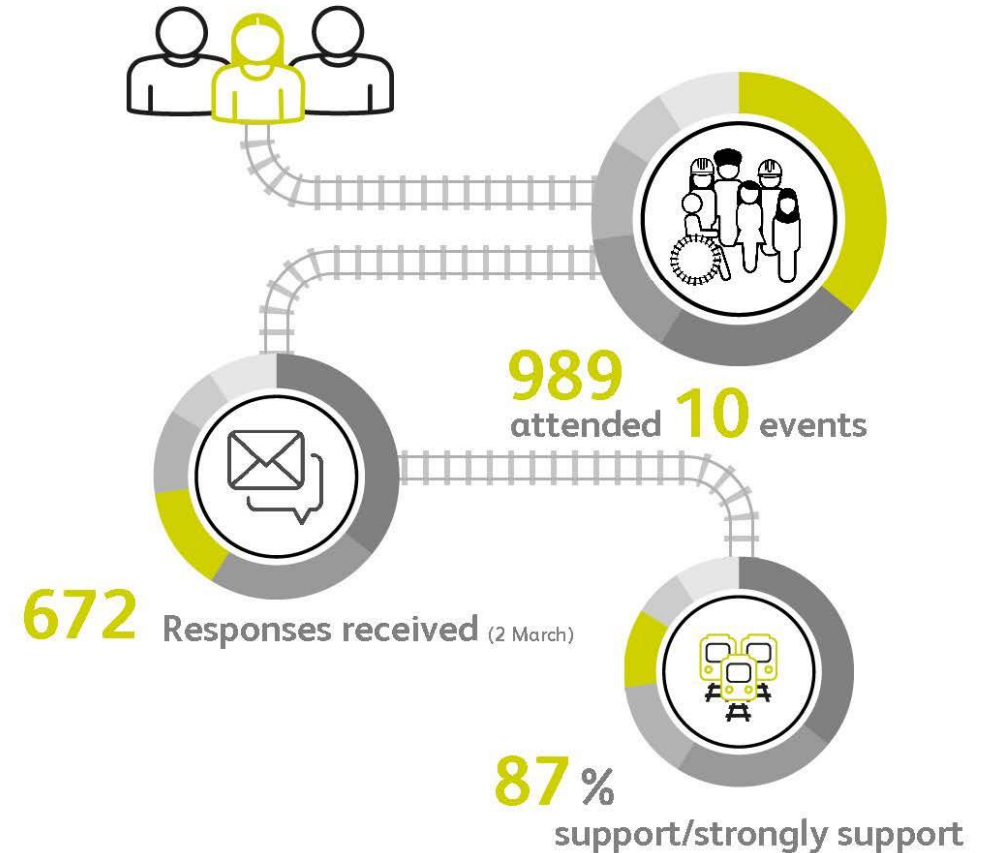 989
attended 10 events
672 Responses received (2 March)
87 %
support/strongly support